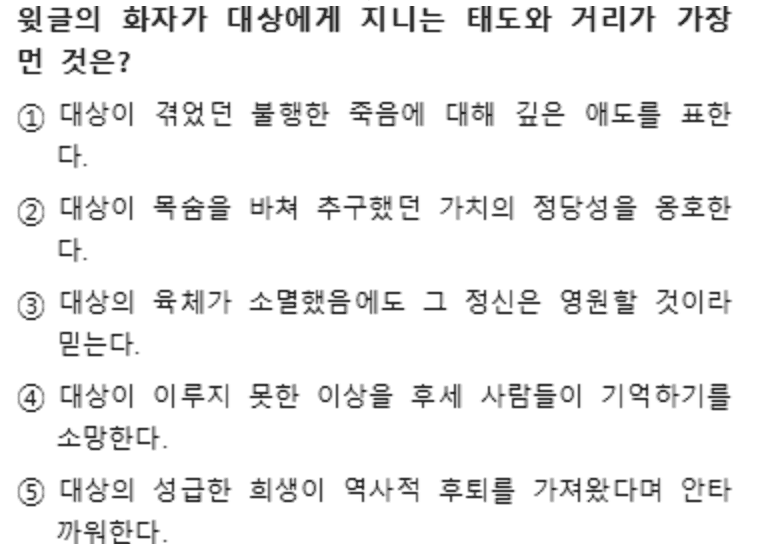 윗글의 화자가 대상에게 지니는 태도와 거리가 가장
먼 것은?
① 대상이 겪었던 불행한 죽음에 대해 깊은 애도를 표한
다.
② 대상이 목숨을 바쳐 추구했던 가치의 정당성을 옹호한
다.
③ 대상의 육체가 소멸했음에도 그 정신은 영원할 것이라
믿는다.
④ 대상이 이루지 못한 이상을 후세 사람들이 기억하기를
소망한다.
⑤ 대상의 성급한 희생이 역사적 후퇴를 가져왔다며 안타
까워한다.